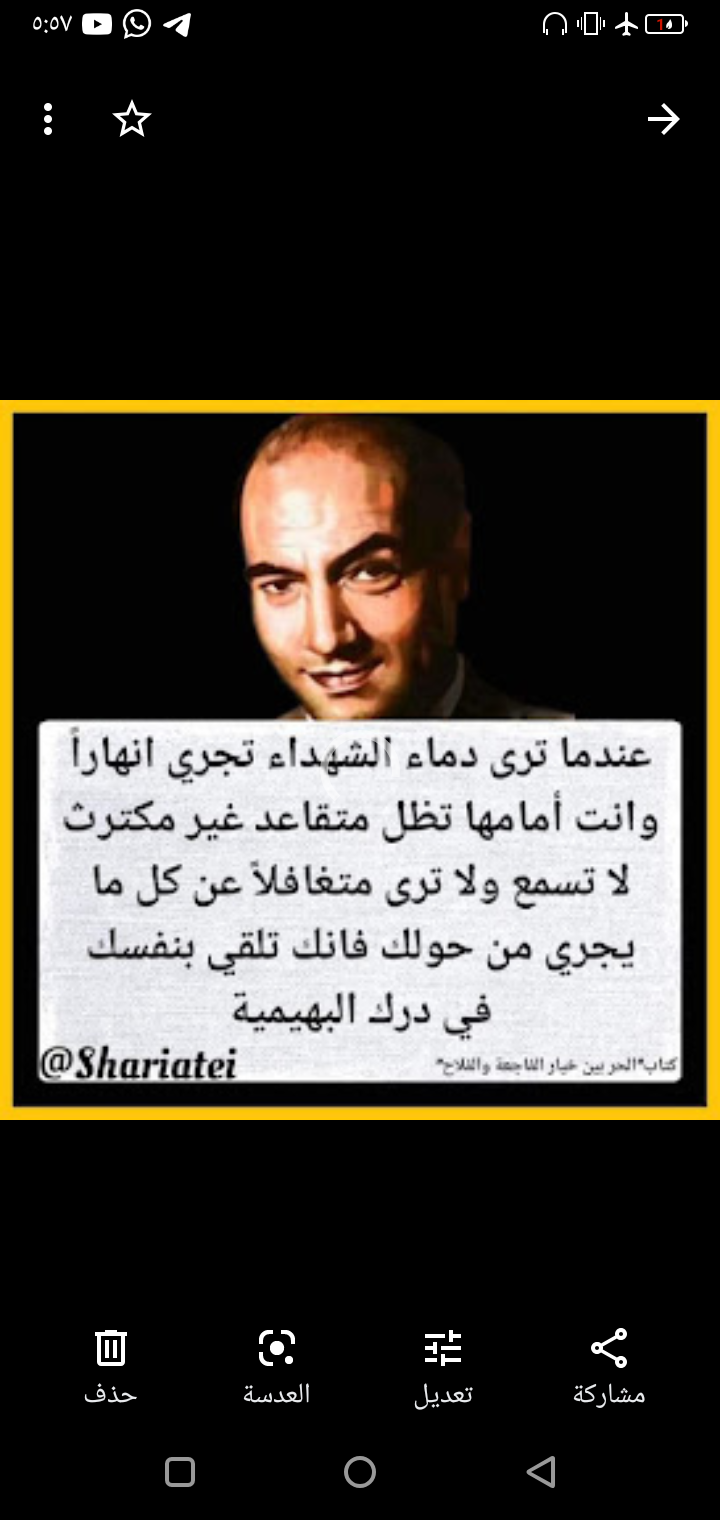 ٥:٥٧
عندما ترى دماء الشهداء تجري انهاراً
وانت أمامها تظل متقاعد غير مكترث
لا تسمع ولا ترى متغافلاً عن كل ما
يجري من حولك فانك تلقي بنفسك
في درك البهيمية
كتاب"الحر بين خيار الفاجعة والفلاح"
@Shariatei
مشاركة
تعديل
العدسة
حذف